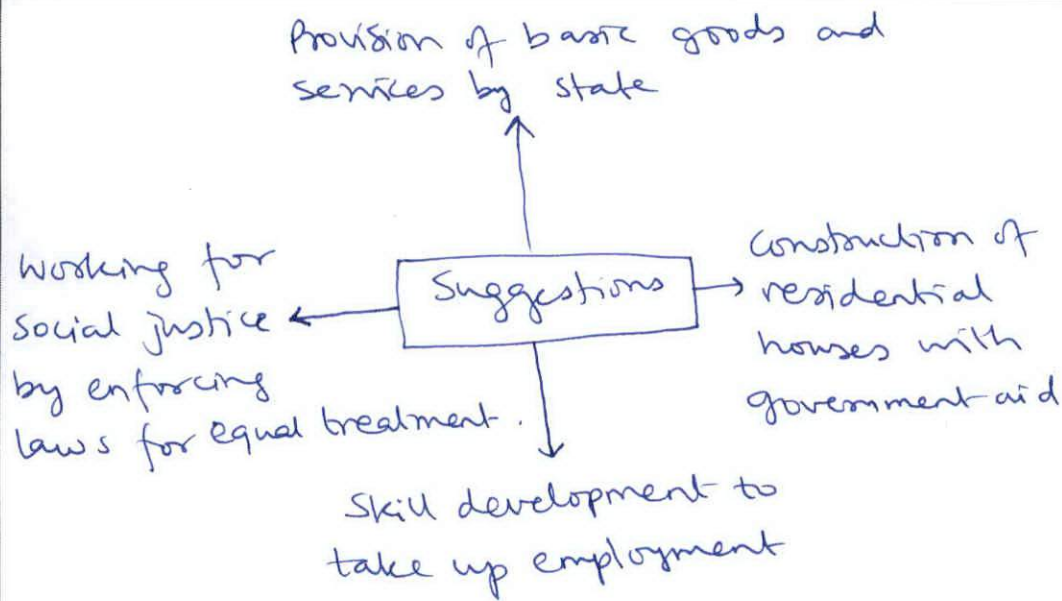 Provision of basic goods and
services by state
Working for
social justice
by enforcing
laws for equal treatment.
Suggestions
Construction of
residential
houses with
government aid
Skill development to
take up employment